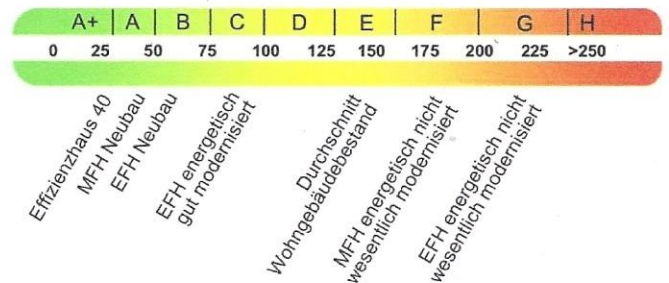 A+ A B C D E F G H
0 25 50 75 100 125 150 175 200 225 >250
Effizienzhaus 40
MFH Neubau
EFH Neubau
EFH energetisch
gut modernisiert
Durchschnitt
Wohngebäudebestand
MFH energetisch nicht
wesentlich modernisiert
EFH energetisch nicht
wesentlich modernisiert